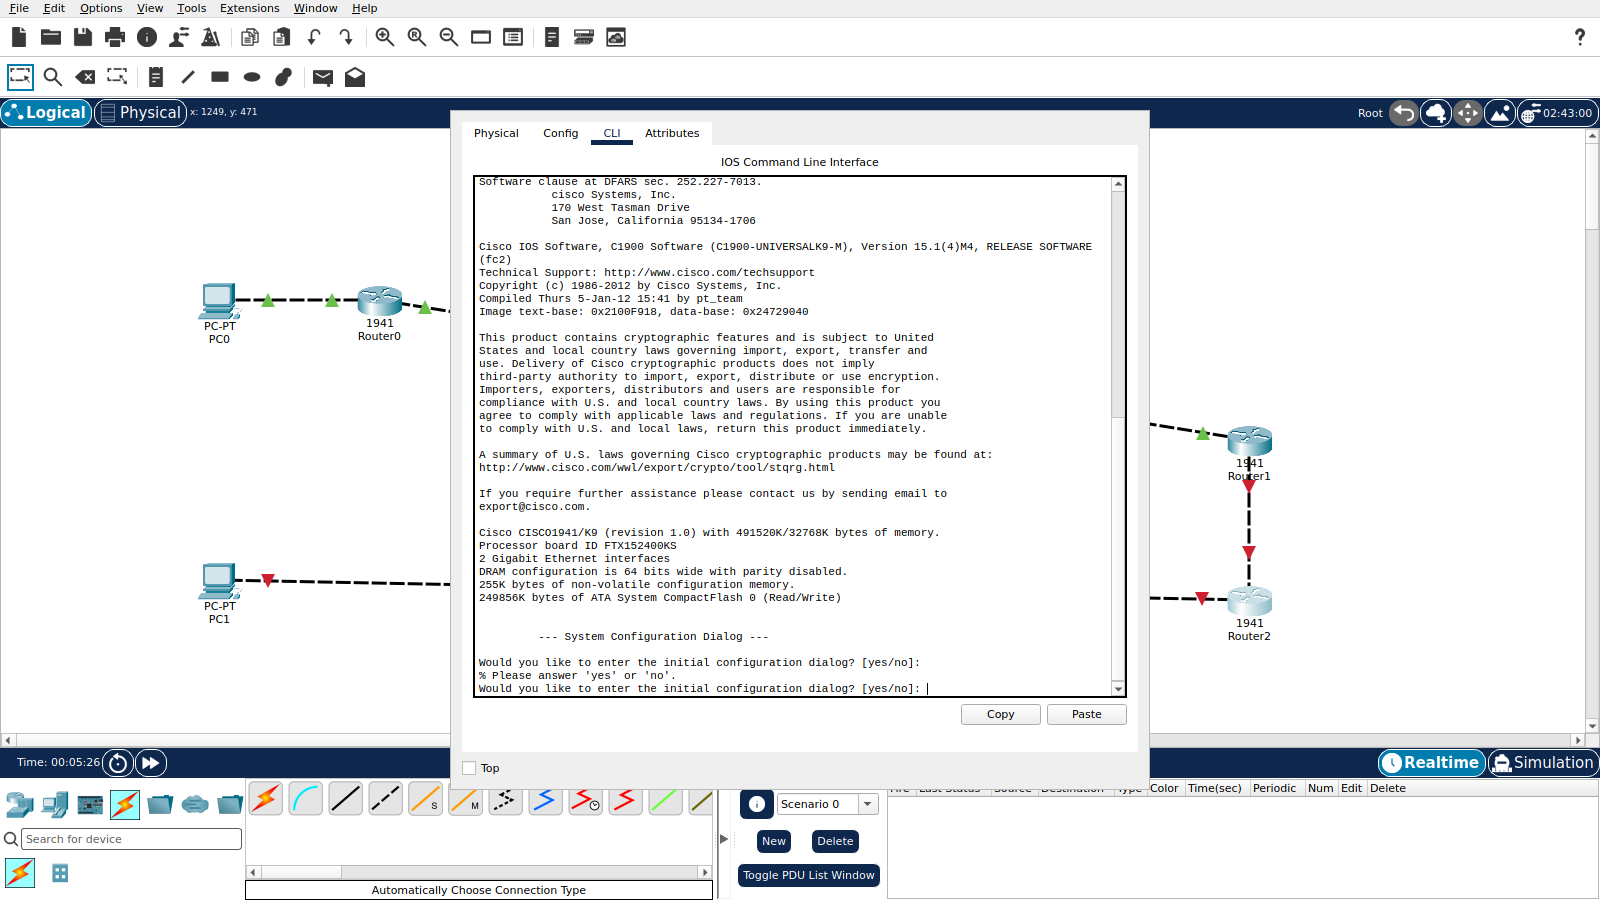 File Edit Options View Tools Extensions Window Help
Logical Physical x: 1249, y: 471 Root 02:43:00
Physical Config CLI Attributes
IOS Command Line Interface
Software clause at DFARS sec. 252.227-7013.
cisco Systems, Inc.
170 West Tasman Drive
San Jose, California 95134-1706
Cisco IOS Software, C1900 Software (C1900-UNIVERSALK9-M), Version 15.1(4)M4, RELEASE SOFTWARE
(fc2)
Technical Support: http://www.cisco.com/techsupport
Copyright (c) 1986-2012 by Cisco Systems, Inc.
Compiled Thurs 5-Jan-12 15:41 by pt_team
Image text-base: 0x2100F918, data-base: 0x24729040
This product contains cryptographic features and is subject to United
States and local country laws governing import, export, transfer and
use. Delivery of Cisco cryptographic products does not imply
third-party authority to import, export, distribute or use encryption.
Importers, exporters, distributors and users are responsible for
compliance with U.S. and local country laws. By using this product you
agree to comply with applicable laws and regulations. If you are unable
to comply with U.S. and local laws, return this product immediately.
A summary of U.S. laws governing Cisco cryptographic products may be found at:
http://www.cisco.com/wwl/export/crypto/tool/stqrg.html
If you require further assistance please contact us by sending email to
export@cisco.com.
Cisco CISCO1941/K9 (revision 1.0) with 491520K/32768K bytes of memory.
Processor board ID FTX152400KS
2 Gigabit Ethernet interfaces
DRAM configuration is 64 bits wide with parity disabled.
255K bytes of non-volatile configuration memory.
249856K bytes of ATA System CompactFlash 0 (Read/Write)
--- System Configuration Dialog ---
Would you like to enter the initial configuration dialog? [yes/no]:
% Please answer 'yes' or 'no'.
Would you like to enter the initial configuration dialog? [yes/no]:
Copy Paste
Top
PC-PT
PC0
1941
Router0
PC-PT
PC1
1941
Router1
1941
Router2
Time: 00:05:26 Realtime Simulation
S M
Search for device
Automatically Choose Connection Type
Scenario 0
New Delete
Toggle PDU List Window
Fire Last Status Source Destination Type Color Time(sec) Periodic Num Edit Delete